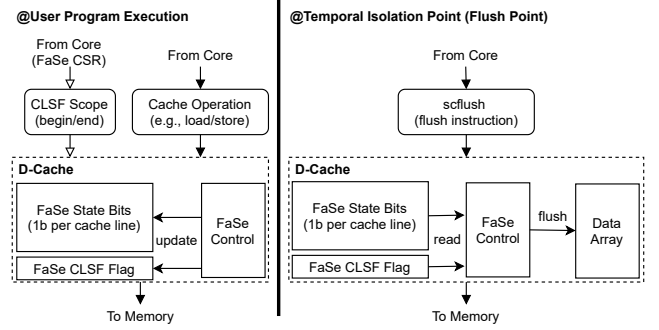 @User Program Execution
From Core
(FaSe CSR)
From Core
CLSF Scope
(begin/end)
Cache Operation
(e.g., load/store)
D-Cache
FaSe State Bits
(1b per cache line)
update
FaSe
Control
FaSe CLSF Flag
To Memory
@Temporal Isolation Point (Flush Point)
From Core
scflush
(flush instruction)
D-Cache
FaSe State Bits
(1b per cache line)
read
FaSe
Control
flush
Data
Array
FaSe CLSF Flag
To Memory